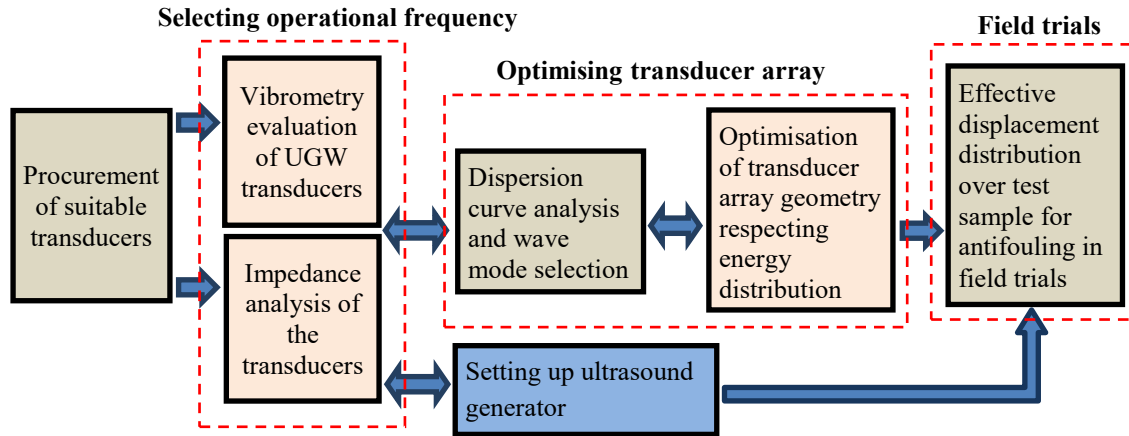 Selecting operational frequency
Field trials
Optimising transducer array
Procurement
of suitable
transducers
Vibrometry
evaluation
of UGW
transducers
Impedance
analysis of
the
transducers
Dispersion
curve analysis
and wave
mode selection
Optimisation
of transducer
array geometry
respecting
energy
distribution
Effective
displacement
distribution
over test
sample for
antifouling in
field trials
Setting up ultrasound
generator